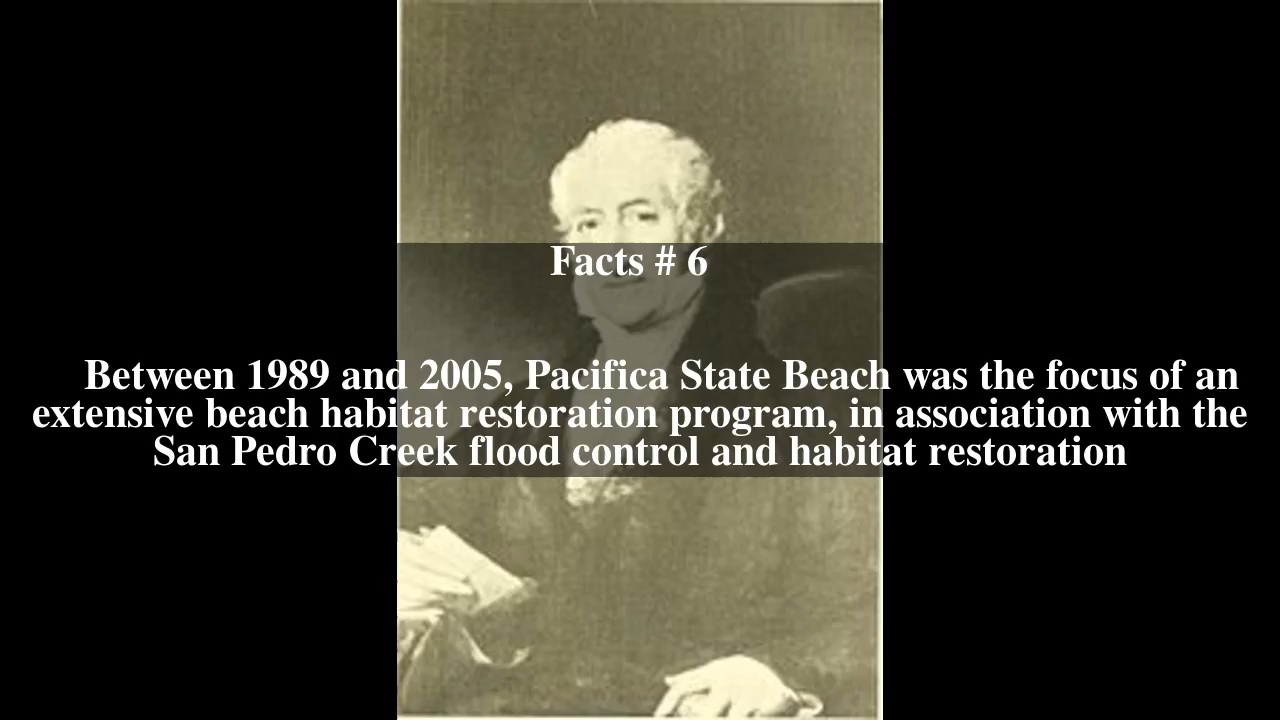 Facts # 6
Between 1989 and 2005, Pacifica State Beach was the focus of an
extensive beach habitat restoration program, in association with the
San Pedro Creek flood control and habitat restoration